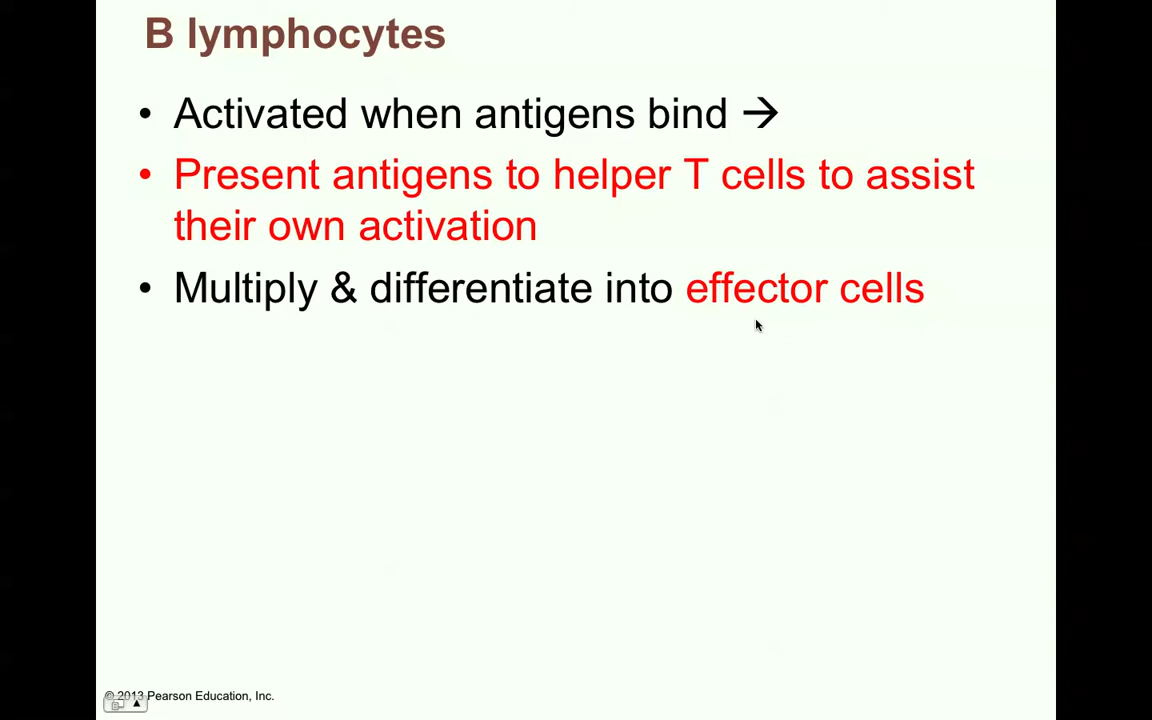 B lymphocytes
• Activated when antigens bind →
• Present antigens to helper T cells to assist
their own activation
• Multiply & differentiate into effector cells
© 2013 Pearson Education, Inc.